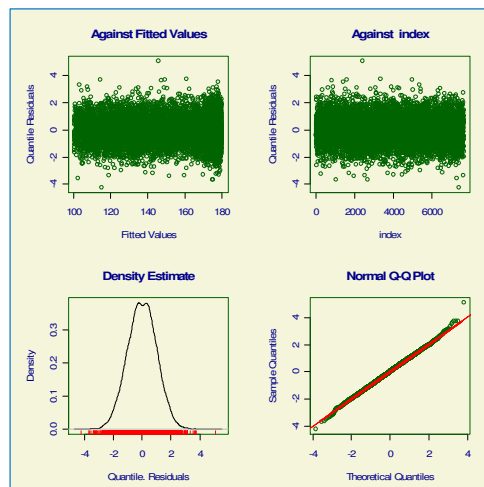 Against Fitted Values
Quantile Residuals
4
2
0
-2
-4
100 120 140 160 180
Fitted Values
Against index
Quantile Residuals
4
2
0
-2
-4
0 2000 4000 6000
index
Density Estimate
Density
0.3
0.2
0.1
0.0
-4 -2 0 2 4
Quantile. Residuals
Normal Q-Q Plot
Sample Quantiles
4
2
0
-2
-4
-4 -2 0 2 4
Theoretical Quantiles